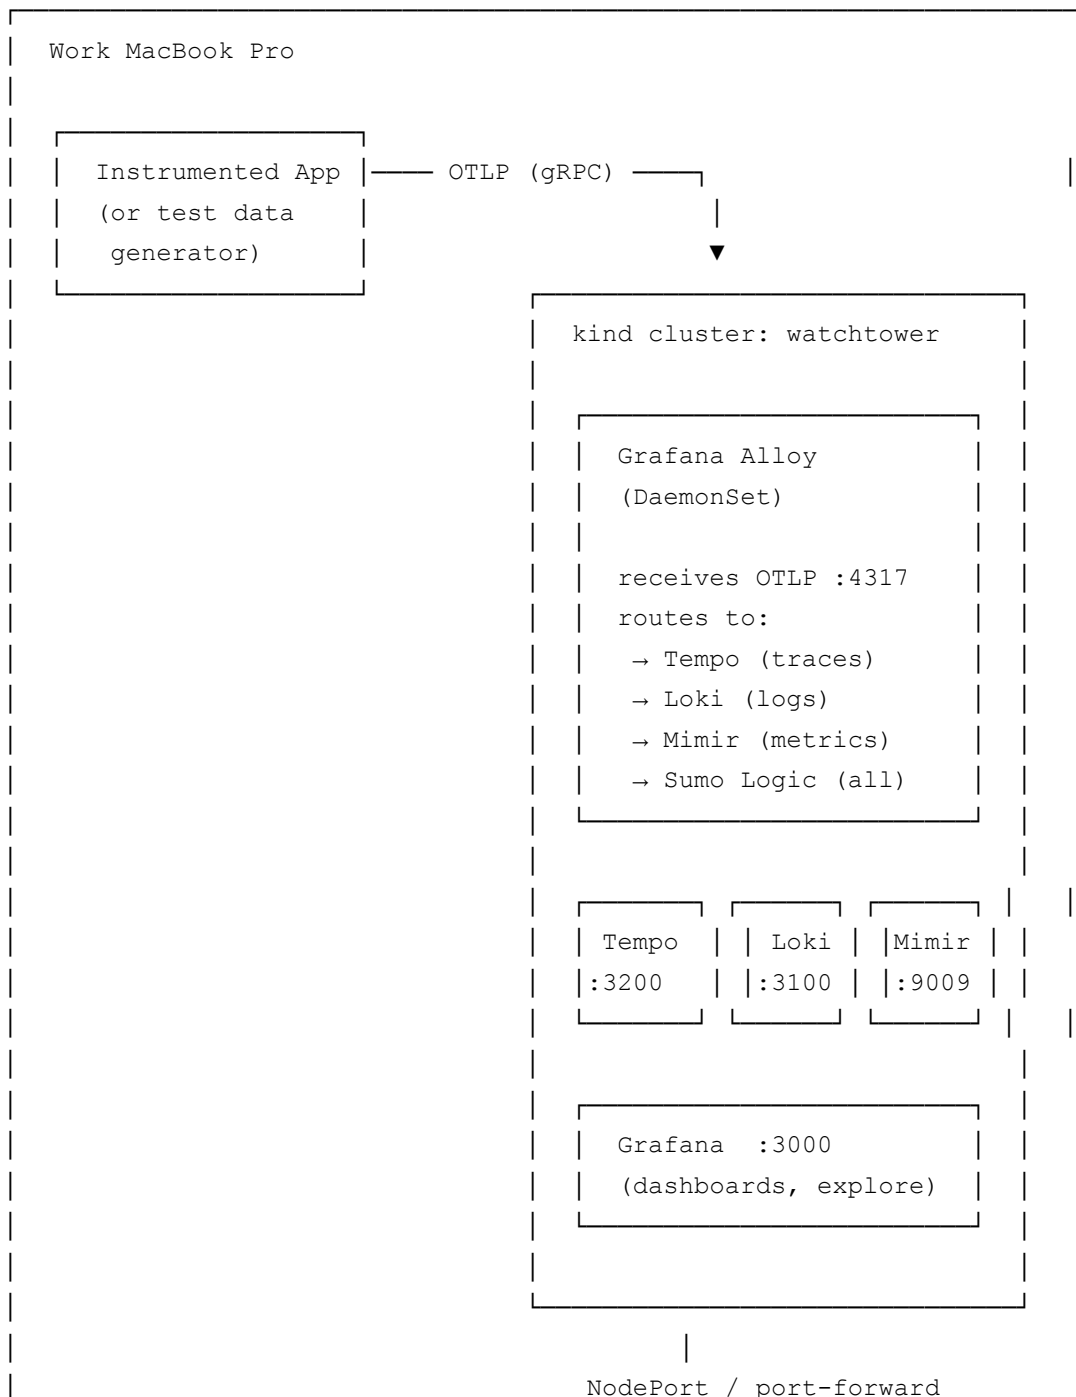 Work MacBook Pro
Instrumented App
OTLP (gRPC)
(or test data
generator)
▼
kind cluster: watchtower
Grafana Alloy
(DaemonSet)
receives OTLP :4317
routes to:
→ Tempo (traces)
→ Loki (logs)
→ Mimir (metrics)
→ Sumo Logic (all)
Tempo Loki Mimir
:3200 :3100 :9009
Grafana :3000
(dashboards, explore)
NodePort / port-forward